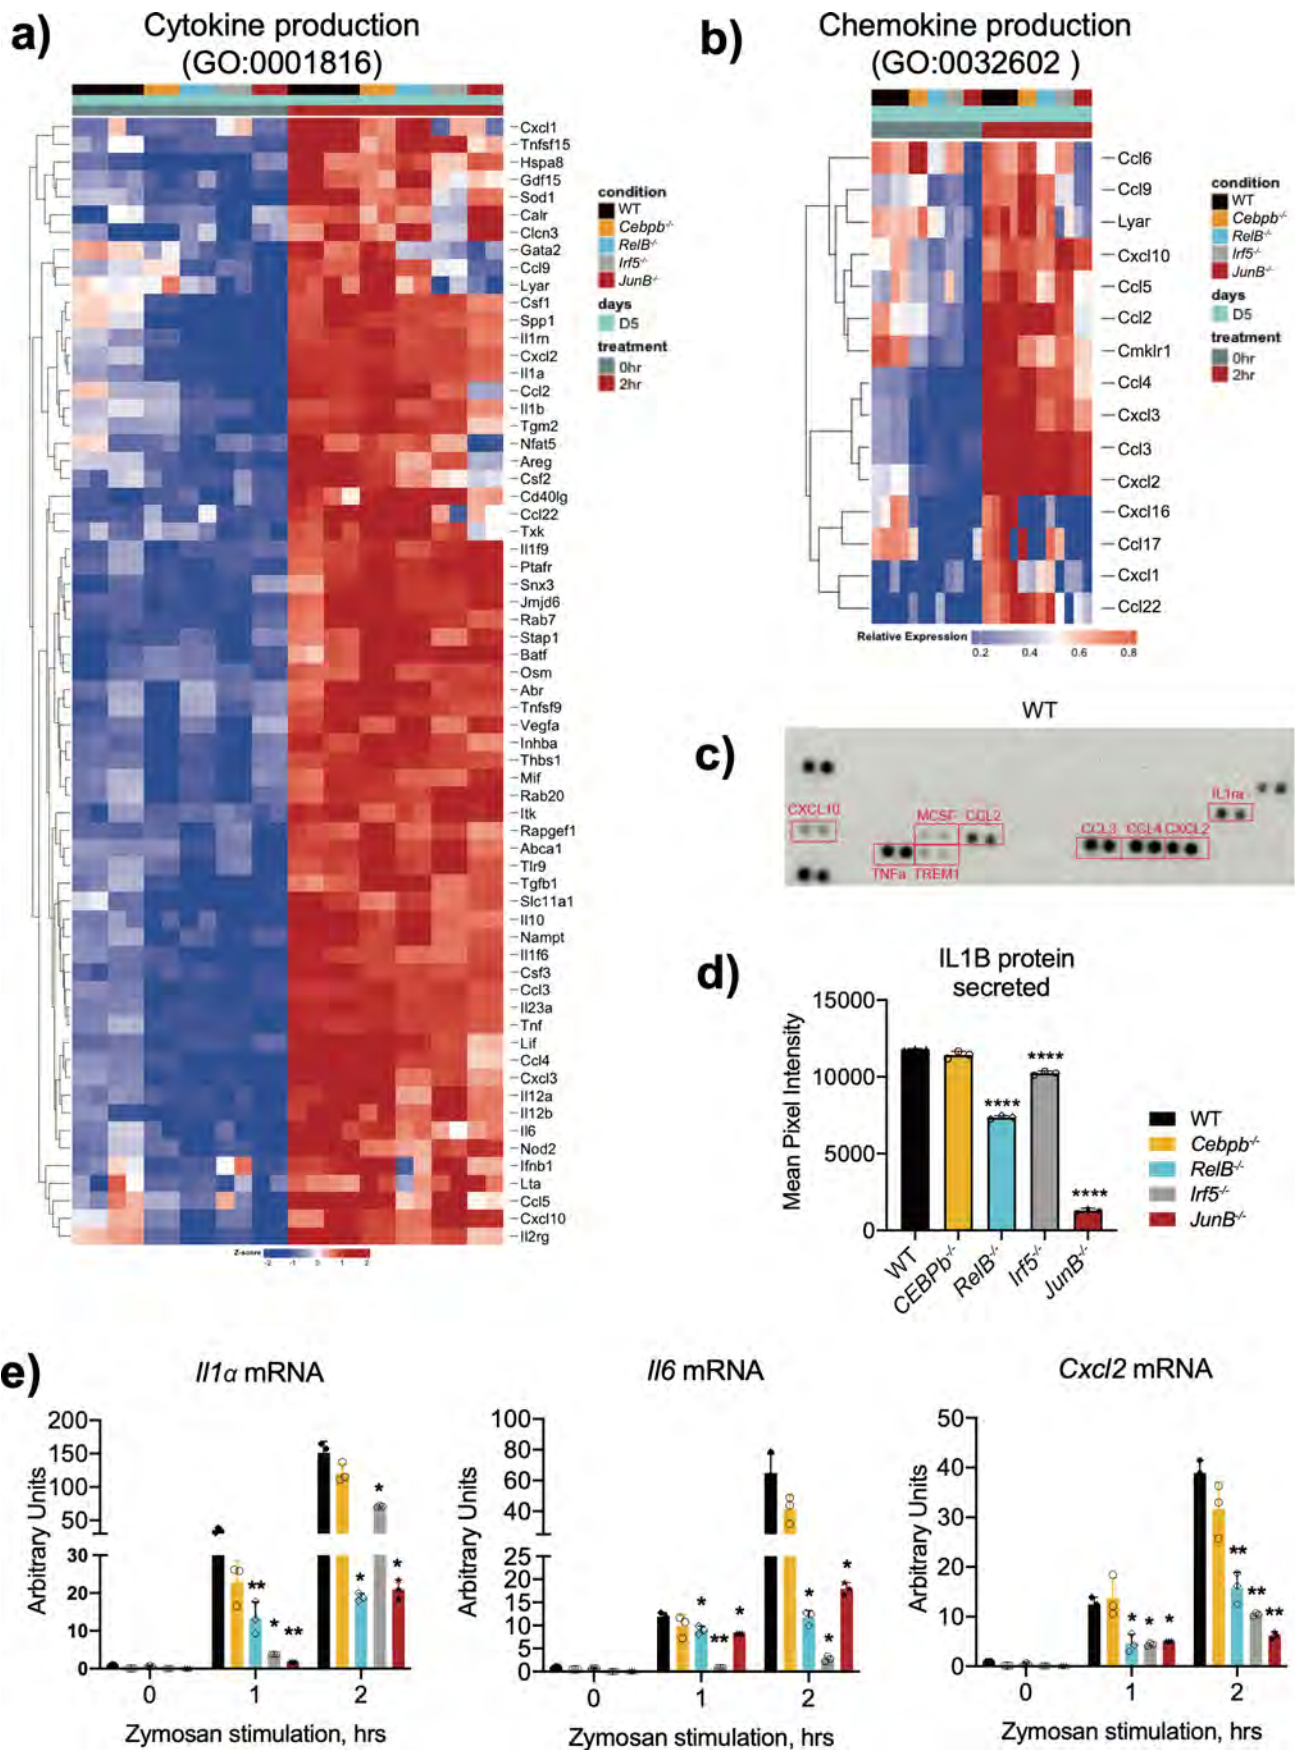 a)
Cytokine production
(GO:0001816)
Cxcl1
Tnfsf15
Hspa8
Gdf15
Sod1
Calr
Clcn3
Gata2
Ccl9
Lyar
Csf1
Spp1
Il1rn
Cxcl2
Il1a
Ccl2
Il1b
Tgm2
Nfat5
Areg
Csf2
Cd40lg
Ccl22
Txk
Il1f9
Ptafr
Snx3
Jmjd6
Rab7
Stap1
Batf
Osm
Abr
Tnfsf9
Vegfa
Inhba
Thbs1
Mif
Rab20
Itk
Rapgef1
Abca1
Tlr9
Tgfb1
Slc11a1
Il10
Nampt
Il1f6
Csf3
Ccl3
Il23a
Tnf
Lif
Ccl4
Cxcl3
Il12a
Il12b
Il6
Nod2
Ifnb1
Lta
Ccl5
Cxcl10
Il2rg
Z-score
-2 -1 0 1 2
condition
WT
Cebpb-/-
RelB-/-
Irf5-/-
JunB-/-
days
D5
treatment
0hr
2hr
b)
Chemokine production
(GO:0032602 )
Ccl6
Ccl9
Lyar
Cxcl10
Ccl5
Ccl2
Cmklr1
Ccl4
Cxcl3
Ccl3
Cxcl2
Cxcl16
Ccl17
Cxcl1
Ccl22
Relative Expression
0.2 0.4 0.6 0.8
condition
WT
Cebpb-/-
RelB-/-
Irf5-/-
JunB-/-
days
D5
treatment
0hr
2hr
c)
WT
CXCL10
MCSF CCL2
TNFa TREM1
CCL3 CCL4 CXCL2
IL1ra
d)
IL1B protein
secreted
Mean Pixel Intensity
15000
10000
5000
0
****
****
****
WT
CEBPb-/-
RelB-/-
Irf5-/-
JunB-/-
WT
Cebpb-/-
RelB-/-
Irf5-/-
JunB-/-
e)
Il1α mRNA
Arbitrary Units
200
150
100
50
30
20
10
0
** * ** * * *
0 1 2
Zymosan stimulation, hrs
Il6 mRNA
Arbitrary Units
100
80
60
40
25
20
15
10
5
0
* ** * * * *
0 1 2
Zymosan stimulation, hrs
Cxcl2 mRNA
Arbitrary Units
50
40
30
20
10
0
* * * ** ** **
0 1 2
Zymosan stimulation, hrs